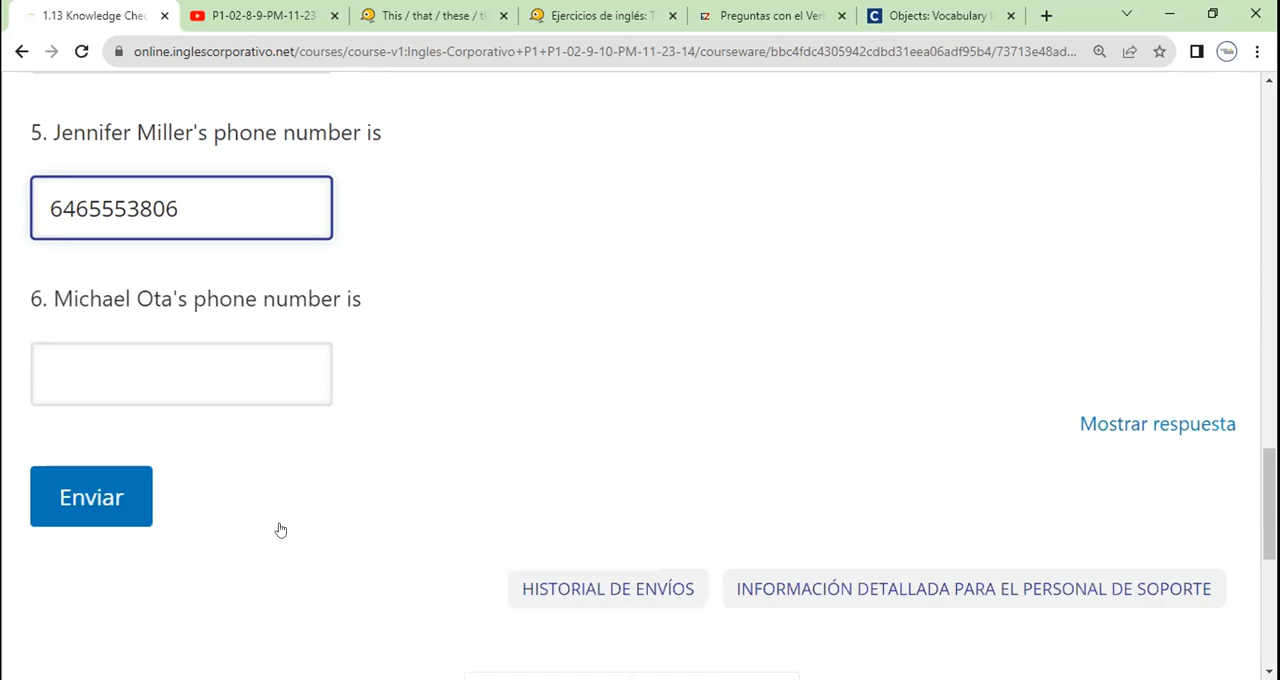 1.13 Knowledge Chec
P1-02-8-9-PM-11-23
This / that / these / t
Ejercicios de inglés: T
Preguntas con el Ver
Objects: Vocabulary
online.inglescorporativo.net/courses/course-v1:Ingles-Corporativo+P1+P1-02-9-10-PM-11-23-14/courseware/bbc4fdc4305942cdbd31eea06adf95b4/73713e48ad...
5. Jennifer Miller's phone number is
6465553806
6. Michael Ota's phone number is
Mostrar respuesta
Enviar
HISTORIAL DE ENVÍOS
INFORMACIÓN DETALLADA PARA EL PERSONAL DE SOPORTE